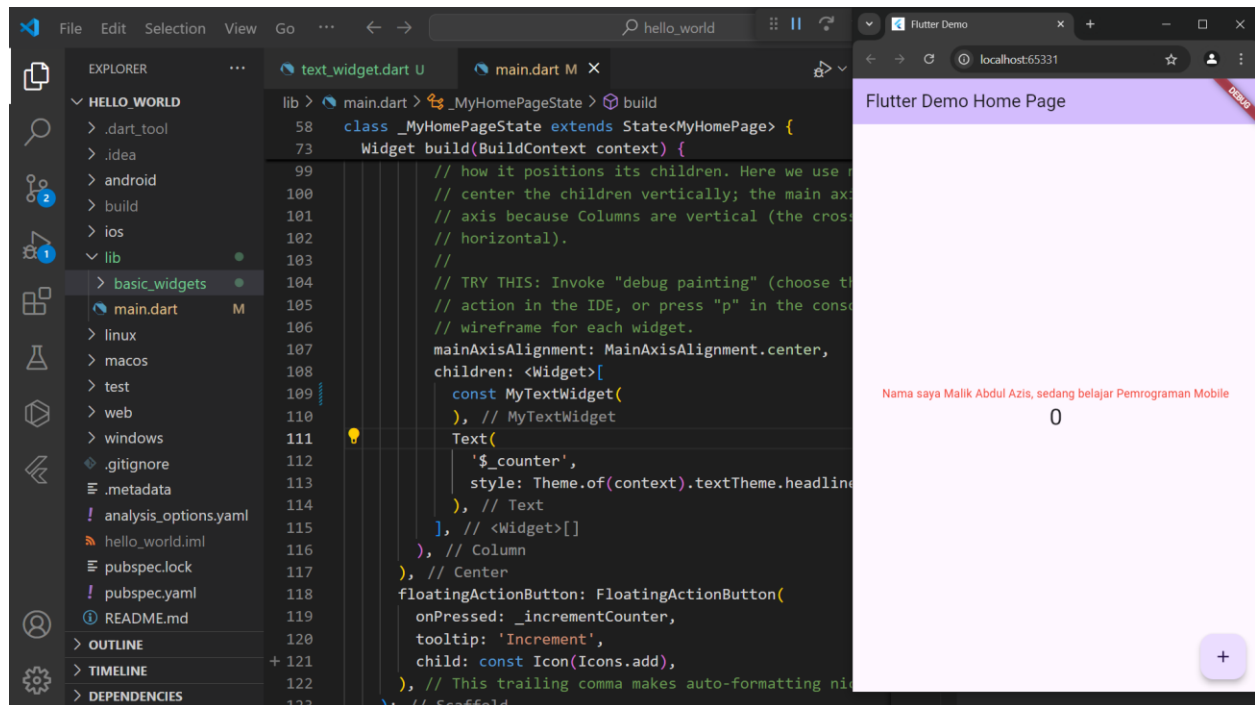 File Edit Selection View Go ··· hello_world
EXPLORER ···
HELLO_WORLD
.dart_tool
.idea
android
build
ios
lib
basic_widgets
main.dart M
linux
macos
test
web
windows
.gitignore
.metadata
analysis_options.yaml
hello_world.iml
pubspec.lock
pubspec.yaml
README.md
OUTLINE
TIMELINE
DEPENDENCIES
2
1
text_widget.dart U main.dart M
lib > main.dart > _MyHomePageState > build
58 class _MyHomePageState extends State<MyHomePage> {
73 Widget build(BuildContext context) {
99 // how it positions its children. Here we use
100 // center the children vertically; the main
101 // axis because Columns are vertical (the
102 // horizontal).
103 //
104 // TRY THIS: Invoke "debug painting" (choose
105 // action in the IDE, or press "p" in the
106 // wireframe for each widget.
107 mainAxisAlignment: MainAxisAlignment.center,
108 children: <Widget>[
109 const MyTextWidget(
110 ), // MyTextWidget
111 Text(
112 '$_counter',
113 style: Theme.of(context).textTheme.headline
114 ), // Text
115 ], // <Widget>[]
116 ), // Column
117 ), // Center
118 floatingActionButton: FloatingActionButton(
119 onPressed: _incrementCounter,
120 tooltip: 'Increment',
121 child: const Icon(Icons.add),
122 ), // This trailing comma makes auto-formatting
123 ); // Scaffold
Flutter Demo
localhost:65331
Flutter Demo Home Page
DEBUG
Nama saya Malik Abdul Azis, sedang belajar Pemrograman Mobile
0
+